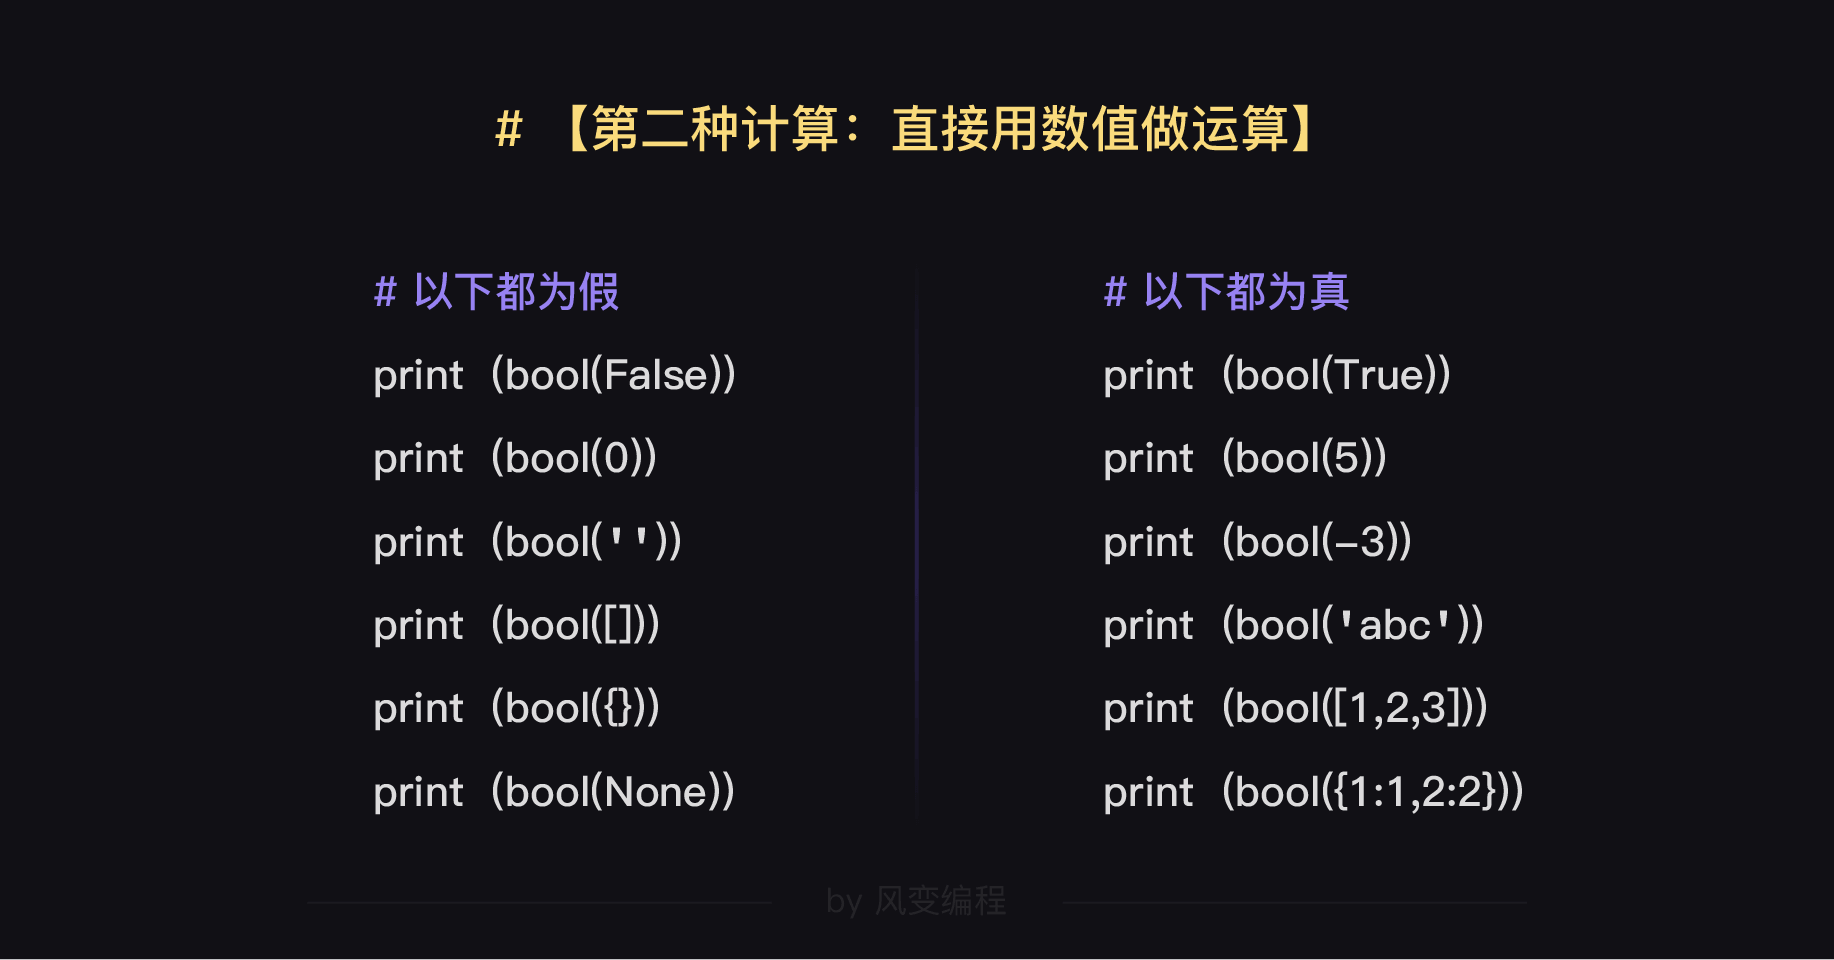 # 【第二种计算：直接用数值做运算】
# 以下都为假
print (bool(False))
print (bool(0))
print (bool(''))
print (bool([]))
print (bool({}))
print (bool(None))
# 以下都为真
print (bool(True))
print (bool(5))
print (bool(-3))
print (bool('abc'))
print (bool([1,2,3]))
print (bool({1:1,2:2}))
by 风变编程